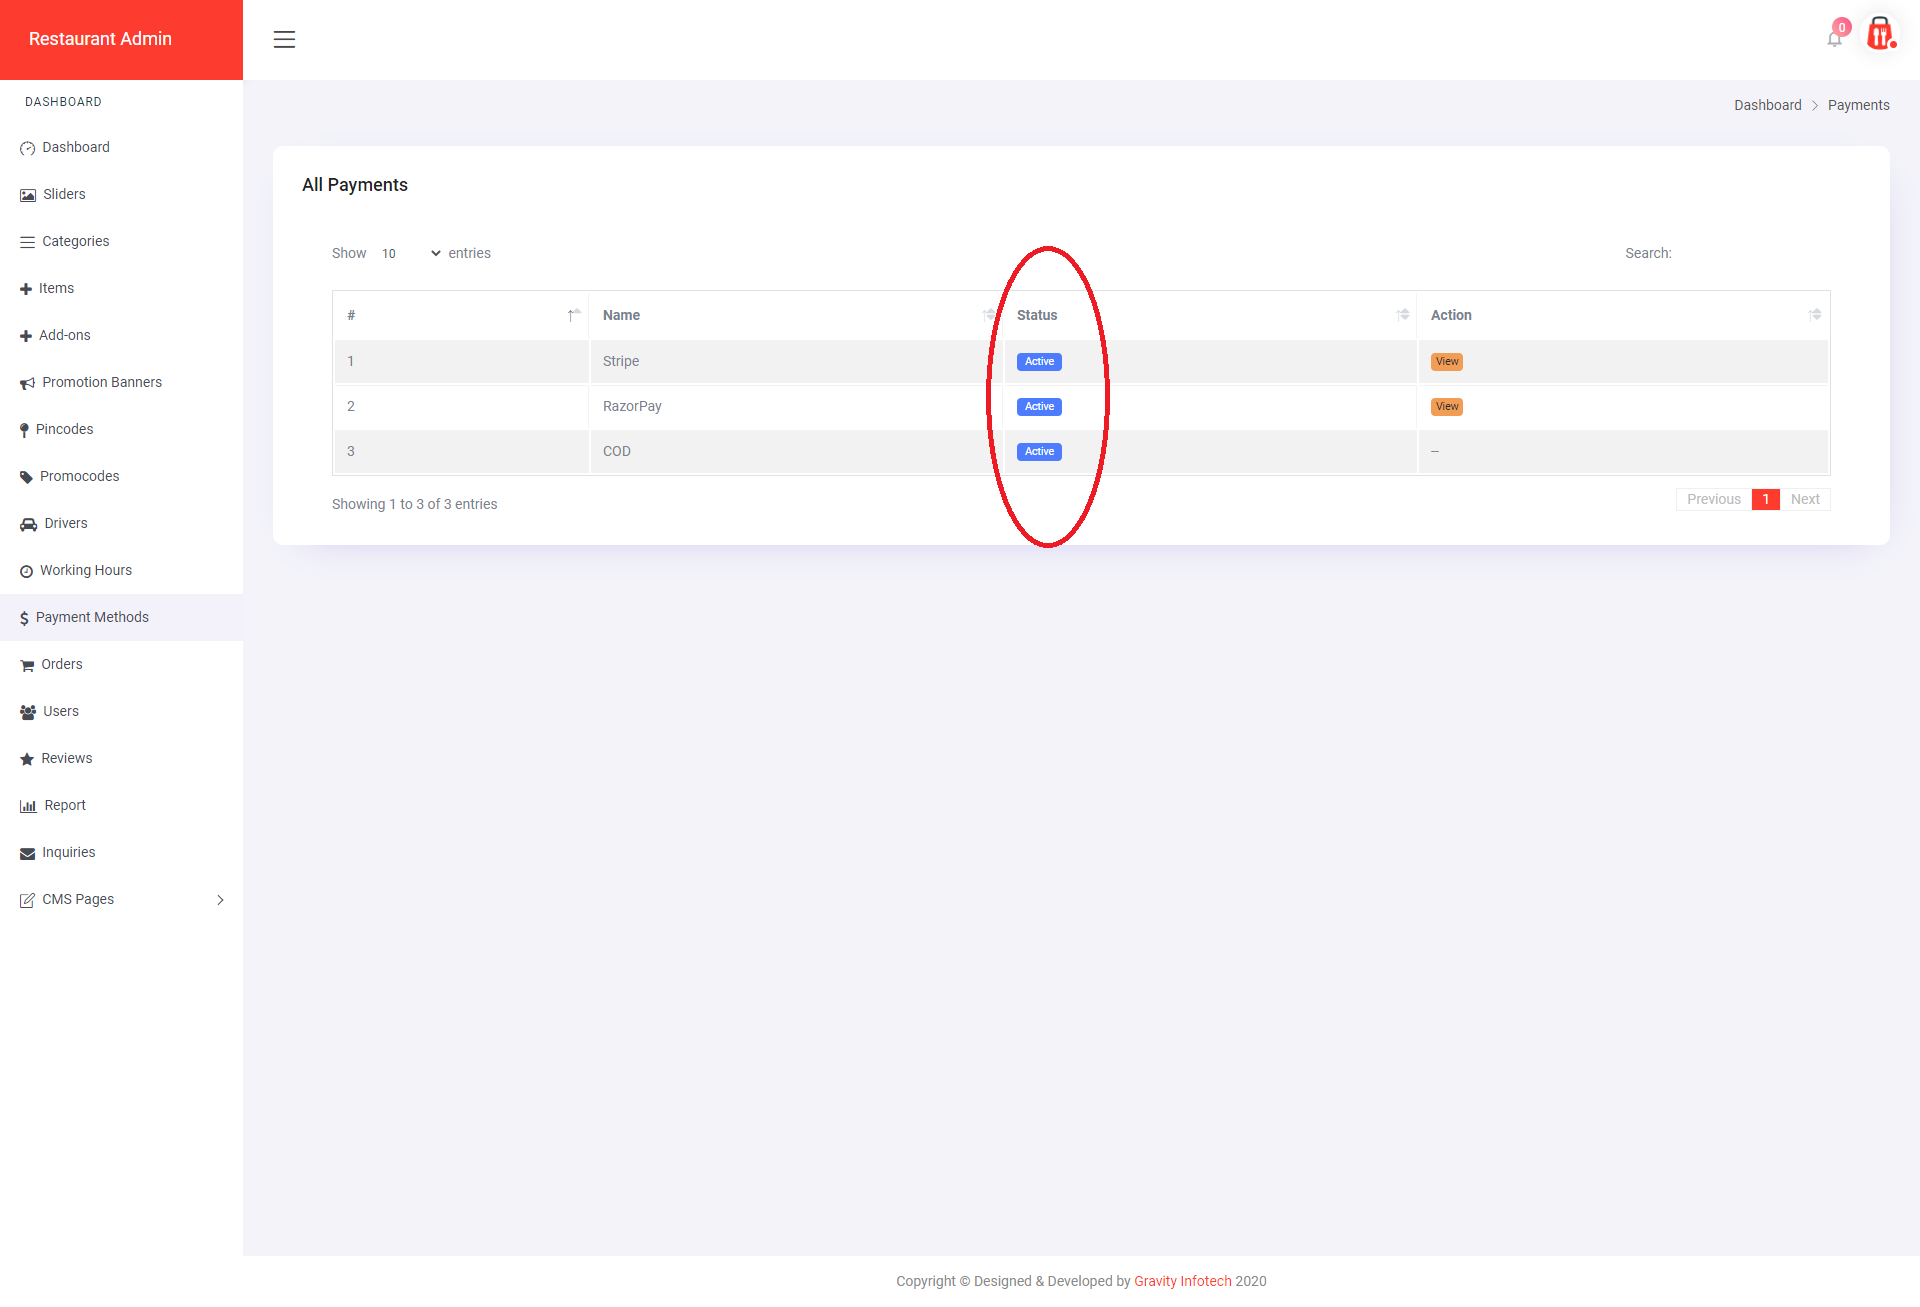 Restaurant Admin
0
DASHBOARD
Dashboard > Payments
Dashboard
Sliders
Categories
Items
Add-ons
Promotion Banners
Pincodes
Promocodes
Drivers
Working Hours
Payment Methods
Orders
Users
Reviews
Report
Inquiries
CMS Pages
All Payments
Show 10 entries
Search:
# Name Status Action
1 Stripe Active View
2 RazorPay Active View
3 COD Active --
Showing 1 to 3 of 3 entries
Previous 1 Next
Copyright © Designed & Developed by Gravity Infotech 2020